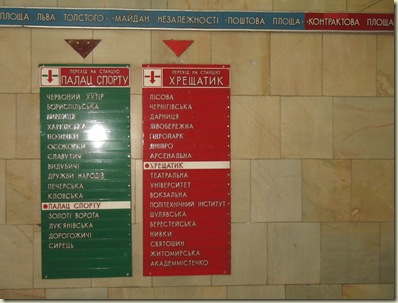 ПЛОЩА ЛЬВА ТОЛСТОГО · МАЙДАН НЕЗАЛЕЖНОСТІ · ПОШТОВА ПЛОЩА · КОНТРАКТОВА ПЛОЩА
ПЕРЕХІД НА СТАНЦІЮ
ПАЛАЦ СПОРТУ
ЧЕРВОНИЙ ХУТІР
БОРИСПІЛЬСЬКА
ВИРЛИЦЯ
ХАРКІВСЬКА
ПОЗНЯКИ
ОСОКОРКИ
СЛАВУТИЧ
ВИДУБИЧІ
ДРУЖБИ НАРОДІВ
ПЕЧЕРСЬКА
КЛОВСЬКА
ПАЛАЦ СПОРТУ
ЗОЛОТІ ВОРОТА
ЛУК'ЯНІВСЬКА
ДОРОГОЖИЧІ
СИРЕЦЬ
ПЕРЕХІД НА СТАНЦІЮ
ХРЕЩАТИК
ЛІСОВА
ЧЕРНІГІВСЬКА
ДАРНИЦЯ
ЛІВОБЕРЕЖНА
ГІДРОПАРК
ДНІПРО
АРСЕНАЛЬНА
ХРЕЩАТИК
ТЕАТРАЛЬНА
УНІВЕРСИТЕТ
ВОКЗАЛЬНА
ПОЛІТЕХНІЧНИЙ ІНСТИТУТ
ШУЛЯВСЬКА
БЕРЕСТЕЙСЬКА
НИВКИ
СВЯТОШИН
ЖИТОМИРСЬКА
АКАДЕММІСТЕЧКО